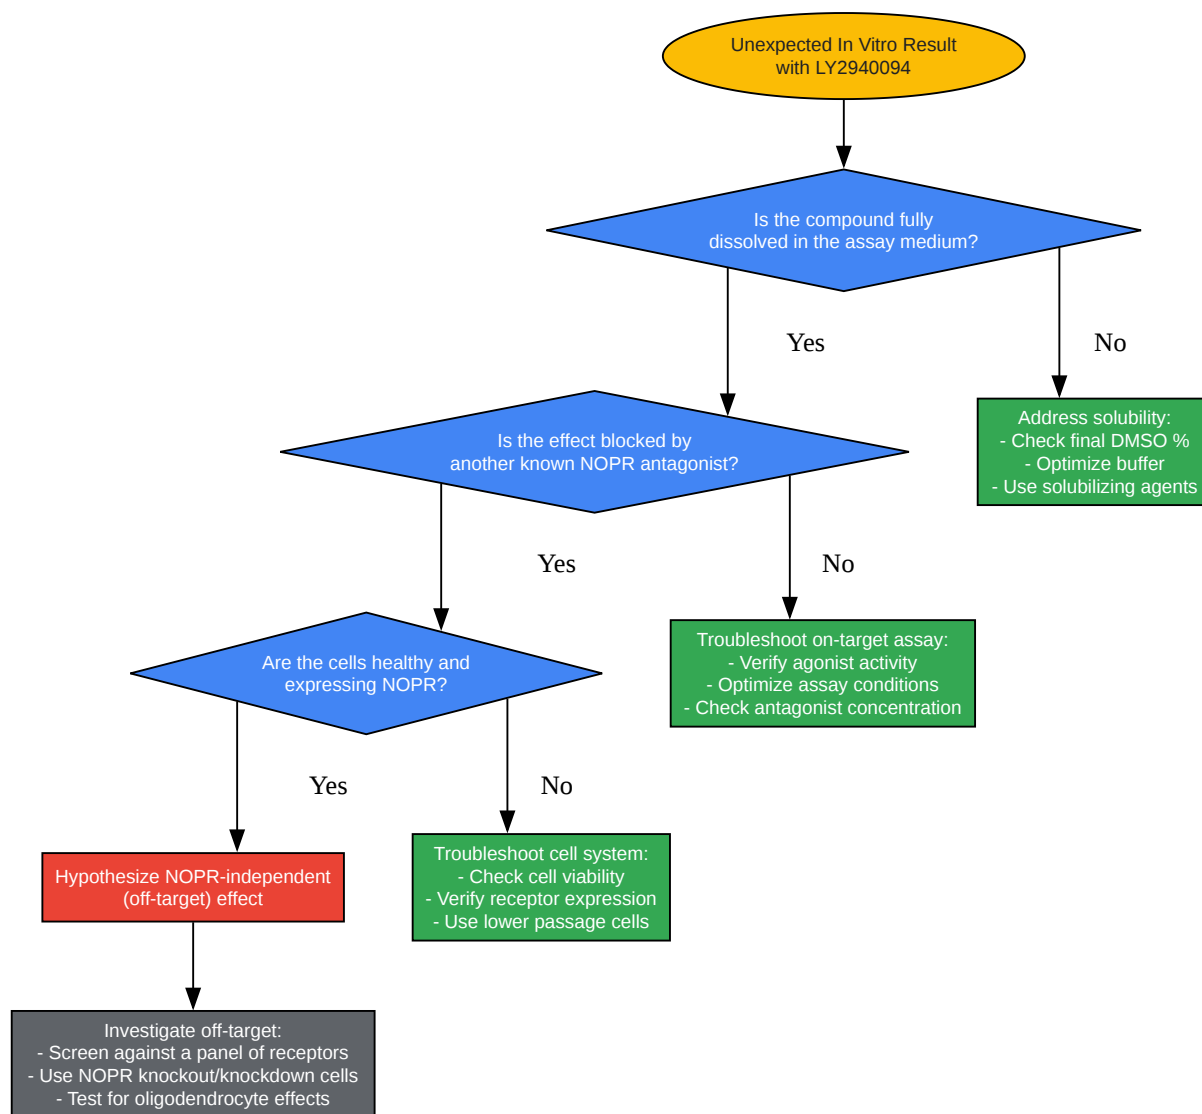 Unexpected In Vitro Result
with LY2940094
Is the compound fully
dissolved in the assay medium?
Yes
No
Address solubility:
- Check final DMSO %
- Optimize buffer
- Use solubilizing agents
Is the effect blocked by
another known NOPR antagonist?
Yes
No
Troubleshoot on-target assay:
- Verify agonist activity
- Optimize assay conditions
- Check antagonist concentration
Are the cells healthy and
expressing NOPR?
Yes
No
Troubleshoot cell system:
- Check cell viability
- Verify receptor expression
- Use lower passage cells
Hypothesize NOPR-independent
(off-target) effect
Investigate off-target:
- Screen against a panel of receptors
- Use NOPR knockout/knockdown cells
- Test for oligodendrocyte effects